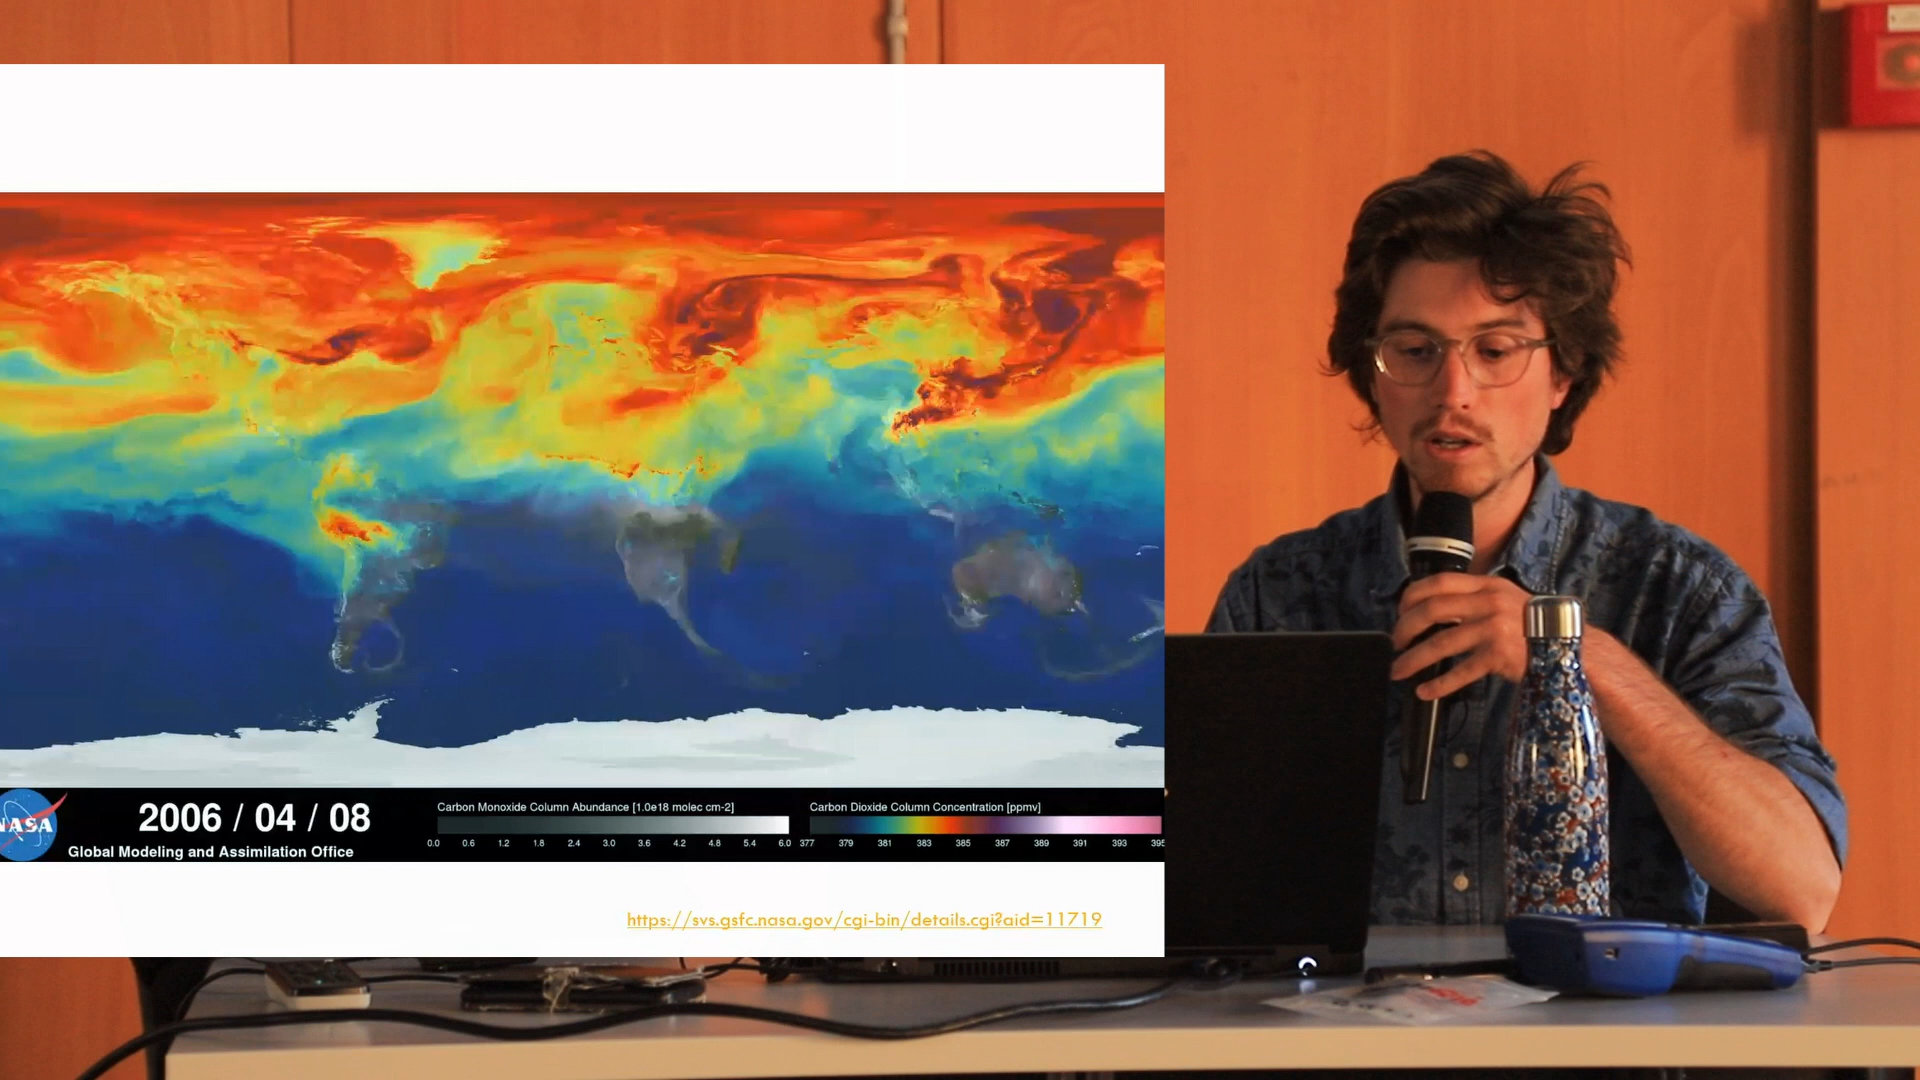 NASA
2006 / 04 / 08
Global Modeling and Assimilation Office
Carbon Monoxide Column Abundance [1.0e18 molec cm-2]
0.0 0.6 1.2 1.8 2.4 3.0 3.6 4.2 4.8 5.4 6.0
Carbon Dioxide Column Concentration [ppmv]
377 379 381 383 385 387 389 391 393 395
https://svs.gsfc.nasa.gov/cgi-bin/details.cgi?aid=11719